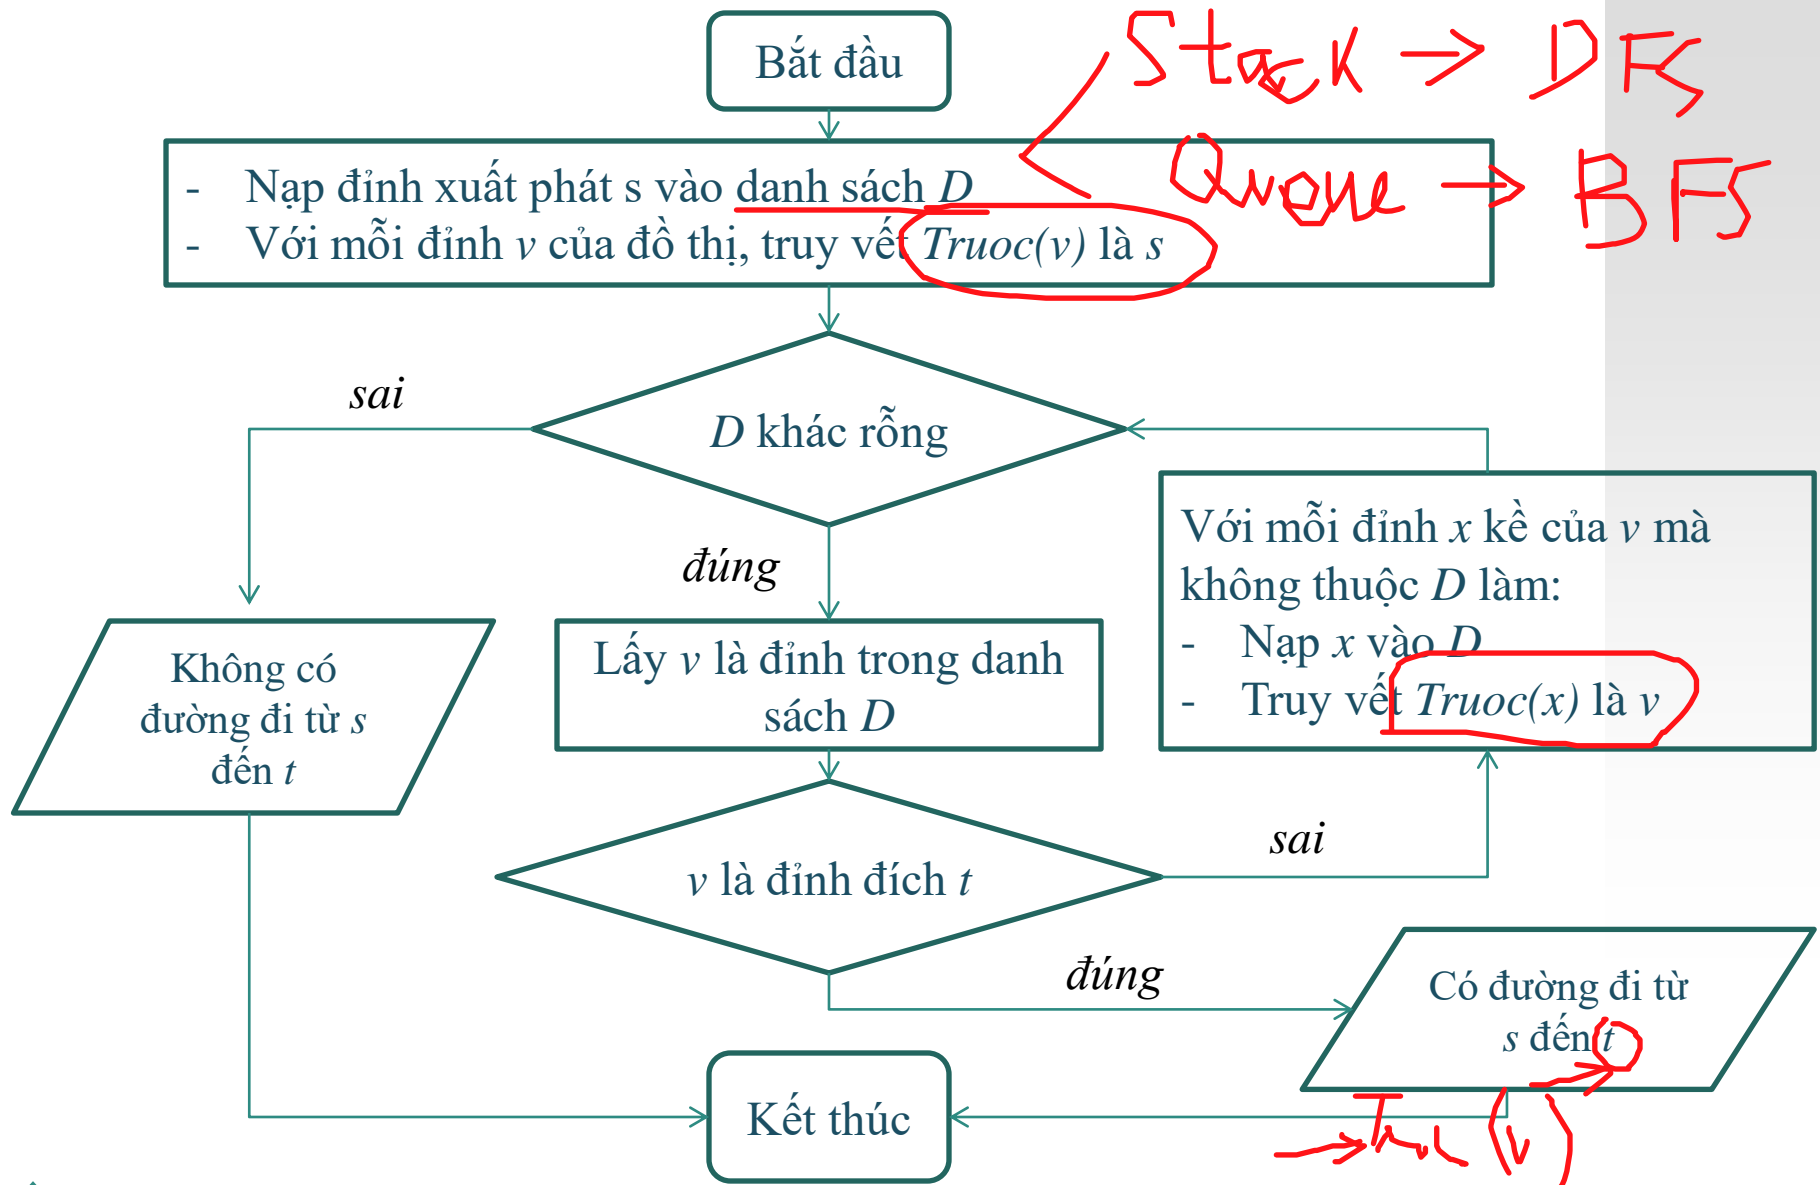 Bắt đầu
Stack → DFS
Queue → BFS
- Nạp đỉnh xuất phát s vào danh sách D
- Với mỗi đỉnh v của đồ thị, truy vết Truoc(v) là s
sai
D khác rỗng
đúng
Với mỗi đỉnh x kề của v mà
không thuộc D làm:
- Nạp x vào D
- Truy vết Truoc(x) là v
Không có
đường đi từ s
đến t
Lấy v là đỉnh trong danh
sách D
v là đỉnh đích t
sai
đúng
Có đường đi từ
s đến t
Kết thúc
(v)